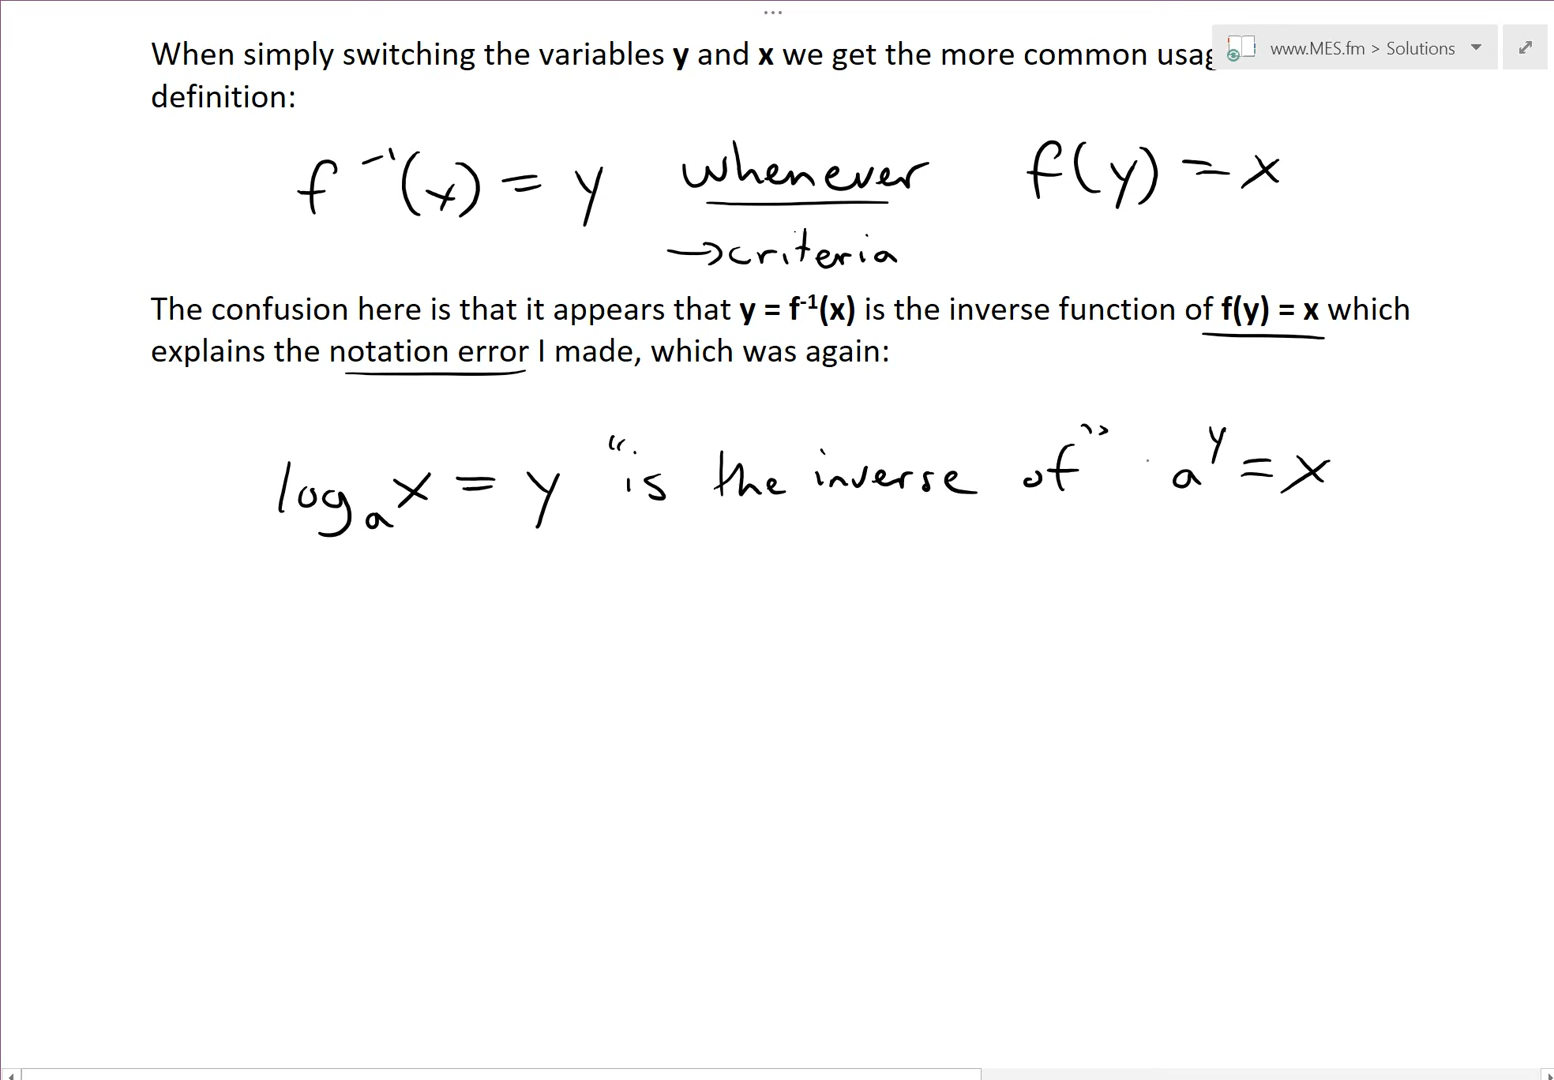 When simply switching the variables y and x we get the more common usag
www.MES.fm > Solutions
definition:
f⁻¹(x) = y whenever f(y) = x
→ criteria
The confusion here is that it appears that y = f⁻¹(x) is the inverse function of f(y) = x which
explains the notation error I made, which was again:
logₐ x = y "is the inverse of" aʸ = x